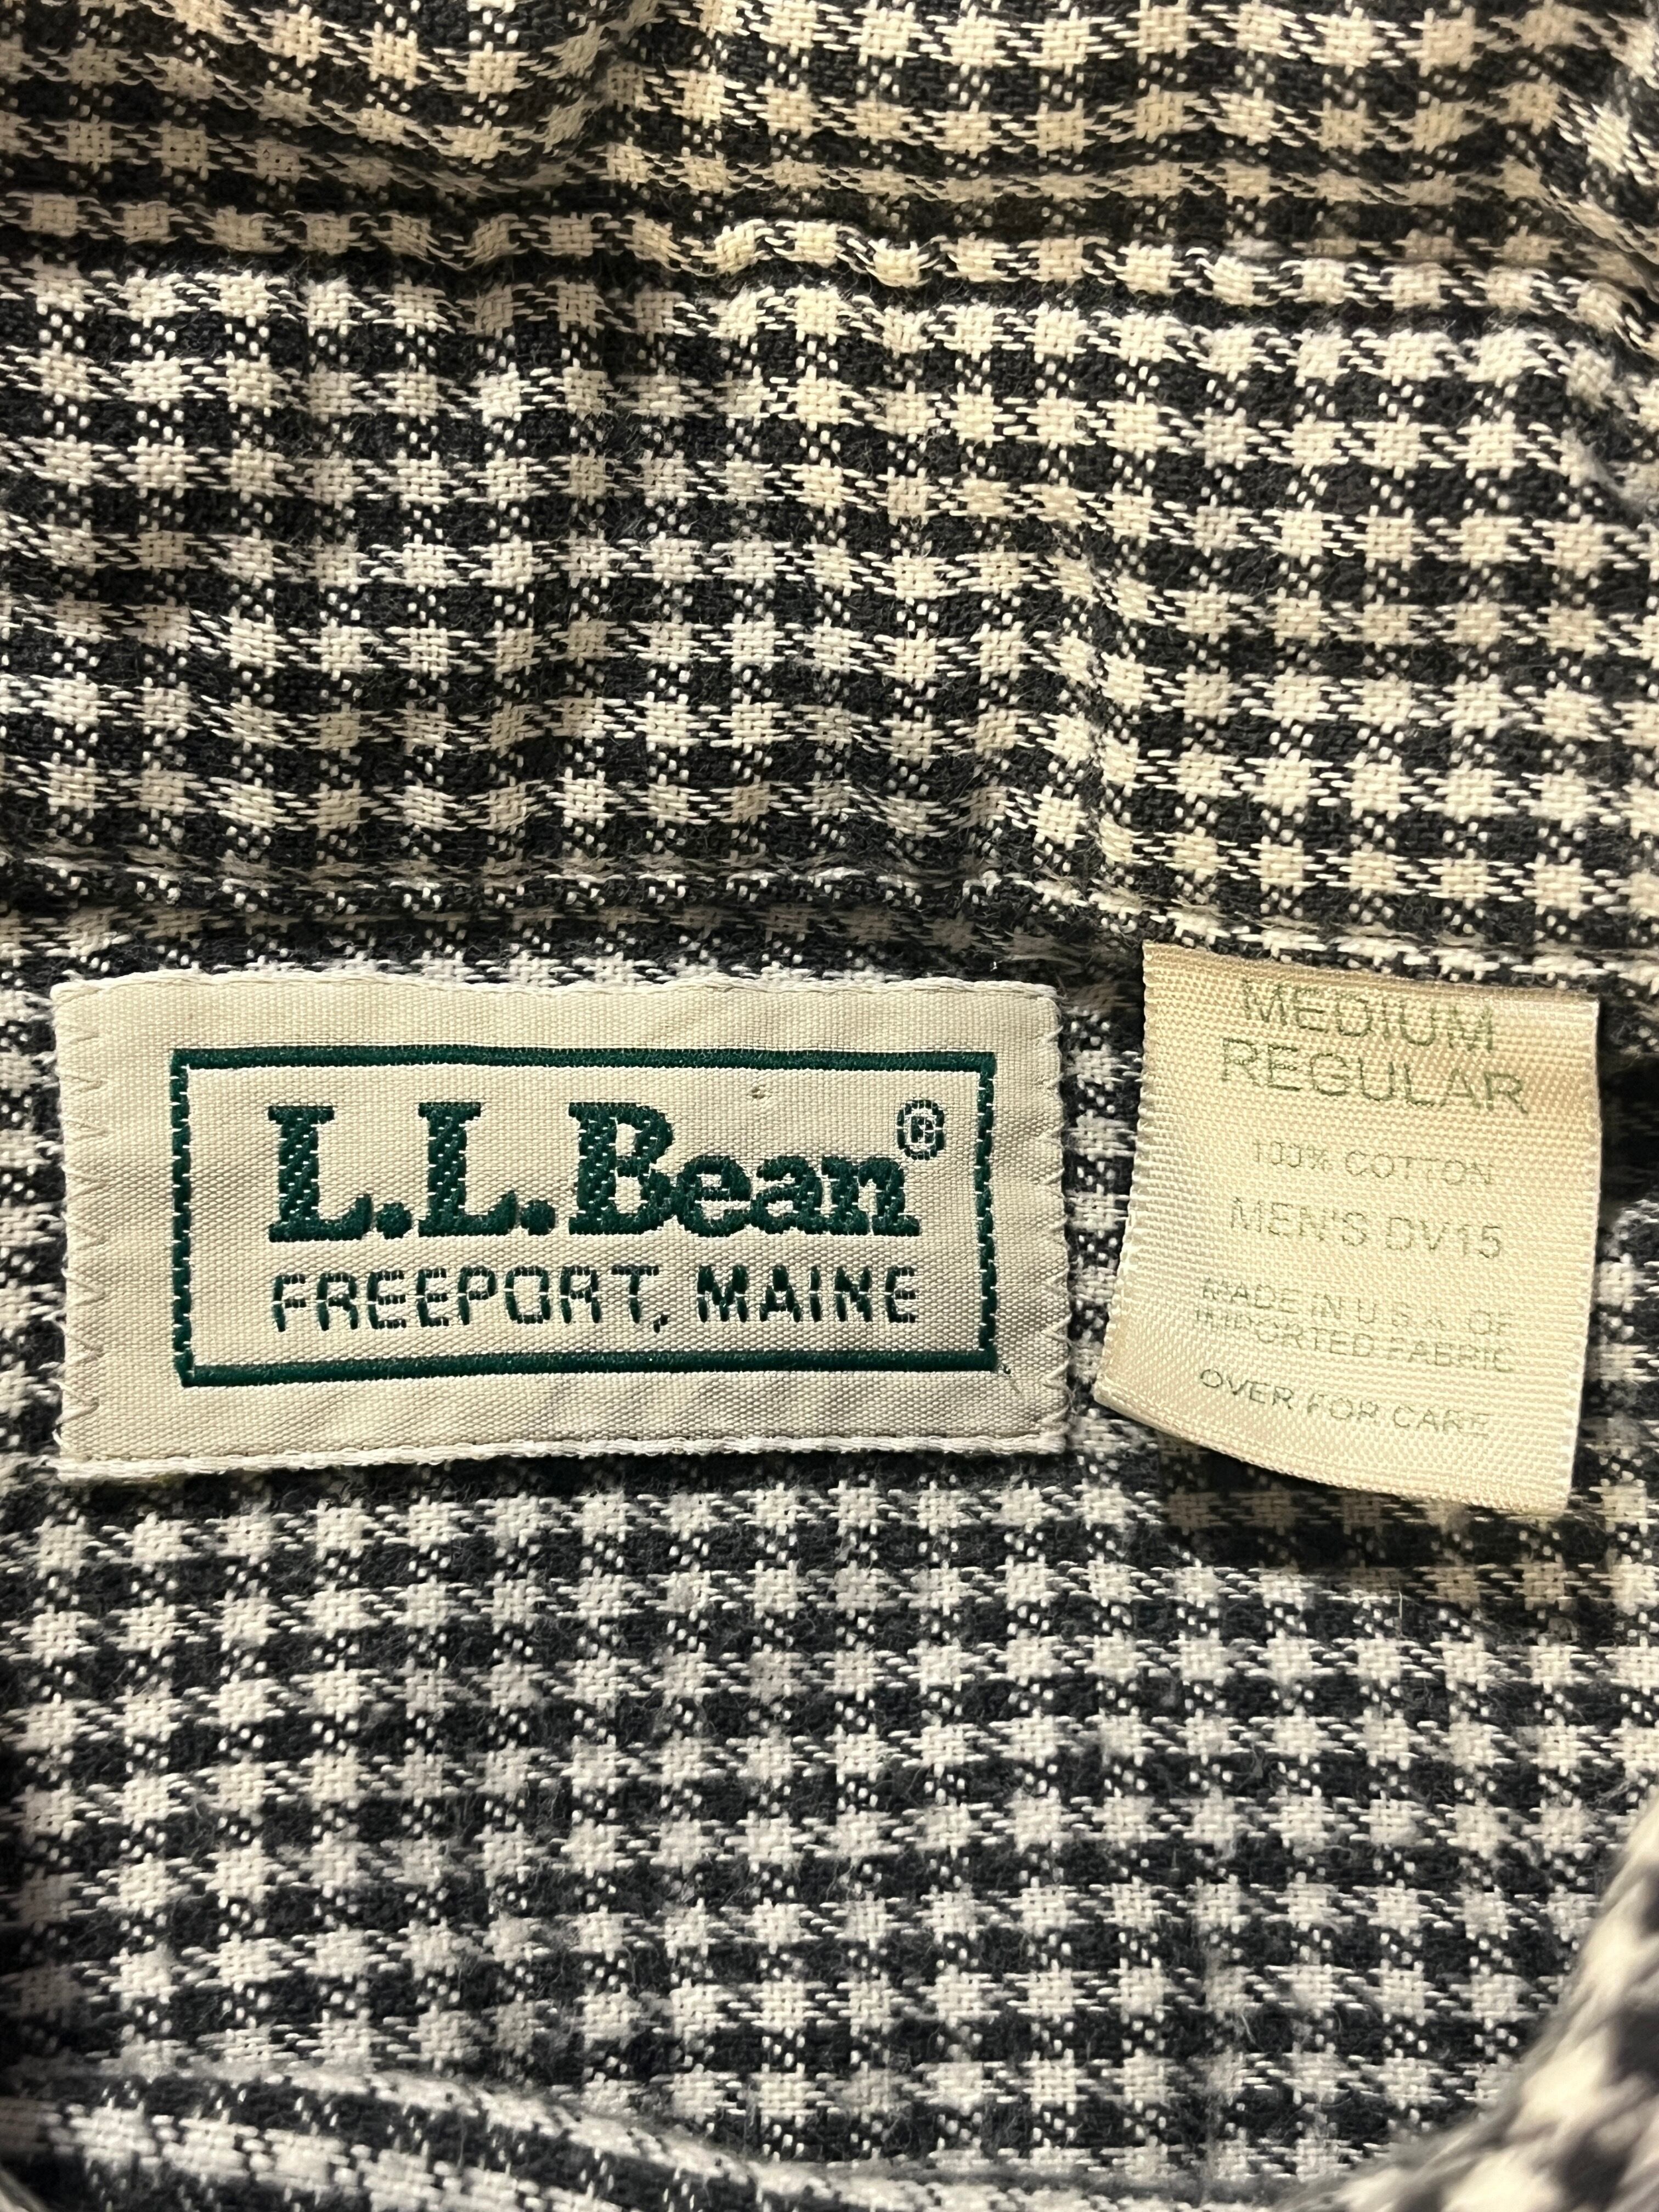 L.L.Bean®
FREEPORT, MAINE
MEDIUM
REGULAR
100% COTTON
MEN'S DV15
MADE IN U.S.A. OF
IMPORTED FABRIC
OVER FOR CARE